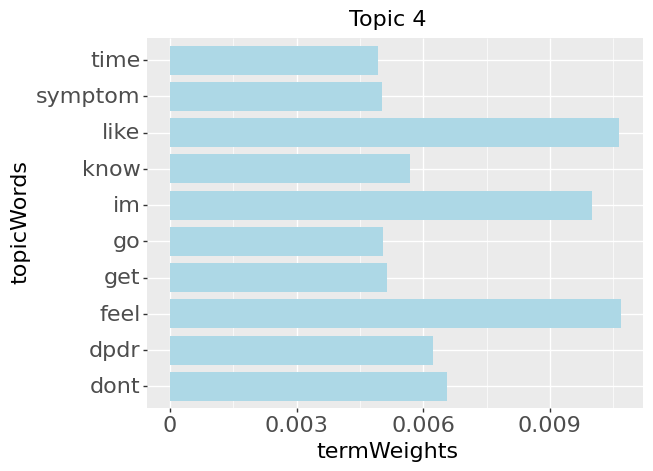 Topic 4
time
symptom
like
know
im
go
get
feel
dpdr
dont
topicWords
0 0.003 0.006 0.009
termWeights